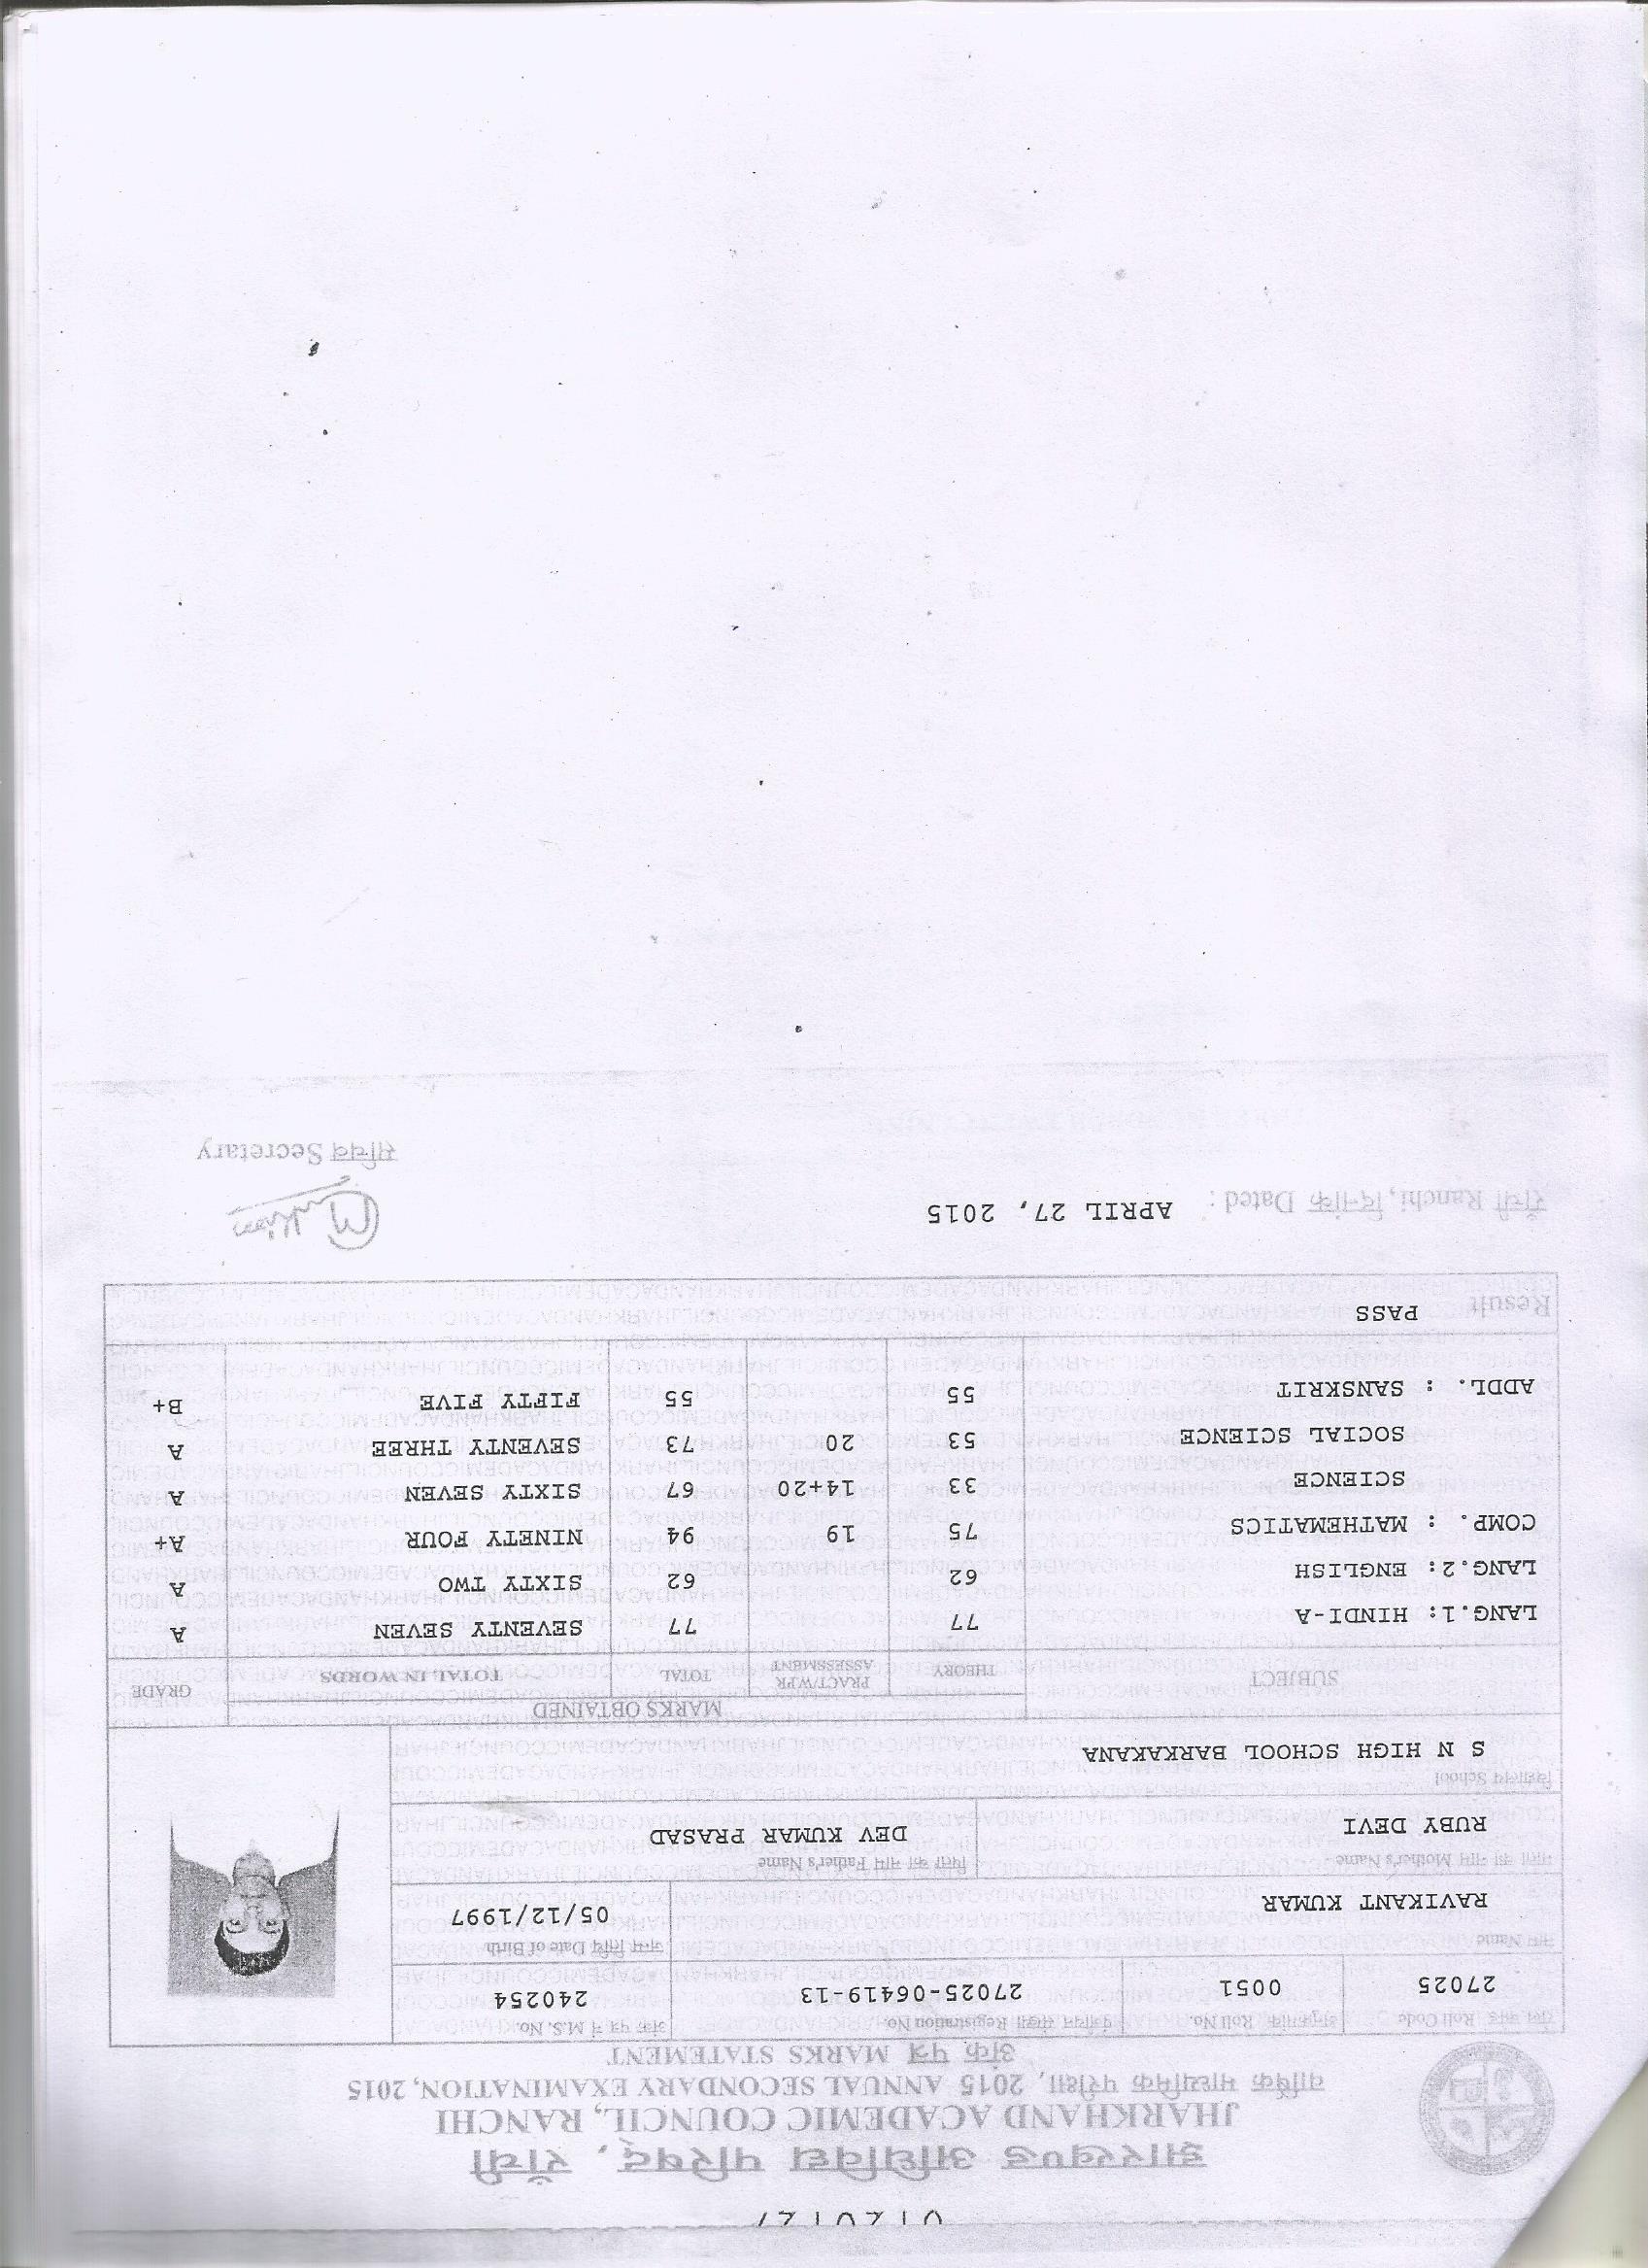 झारखण्ड अधिविद्य परिषद्, राँची
JHARKHAND ACADEMIC COUNCIL, RANCHI
वार्षिक माध्यमिक परीक्षा, 2015 ANNUAL SECONDARY EXAMINATION, 2015
अंक पत्र MARKS STATEMENT
रोल कोड Roll Code अनुक्रमांक Roll No. पंजीयन संख्या Registration No. अंक पत्र नं M.S. No.
27025 0051 27025-06419-13 240254
नाम Name जन्म तिथि Date of Birth
RAVIKANT KUMAR 05/12/1997
माता का नाम Mother's Name पिता का नाम Father's Name
RUBY DEVI DEV KUMAR PRASAD
विद्यालय School
S N HIGH SCHOOL BARKAKANA
MARKS OBTAINED
SUBJECT THEORY PRACT/W.PR ASSESSMENT TOTAL TOTAL IN WORDS GRADE
LANG.1: HINDI-A 77 77 SEVENTY SEVEN A
LANG.2: ENGLISH 62 62 SIXTY TWO A
COMP. : MATHEMATICS 75 19 94 NINETY FOUR A+
SCIENCE 33 14+20 67 SIXTY SEVEN A
SOCIAL SCIENCE 53 20 73 SEVENTY THREE A
ADDL. : SANSKRIT 55 55 FIFTY FIVE B+
Result PASS
राँची Ranchi, दिनांक Dated : APRIL 27, 2015
सचिव Secretary